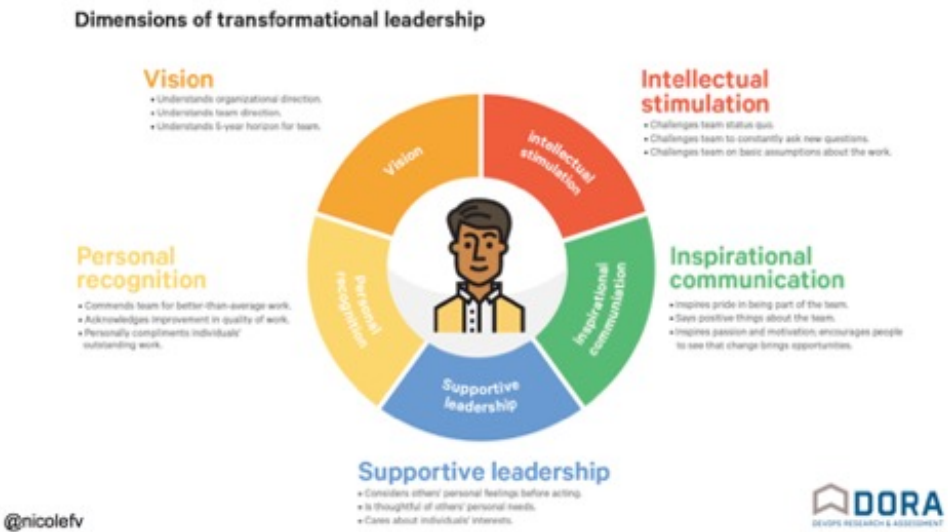 Dimensions of transformational leadership
Vision
• Understands organizational direction.
• Understands team direction.
• Understands 5-year horizon for team.
Intellectual
stimulation
• Challenges team status quo.
• Challenges team to constantly ask new questions.
• Challenges team on basic assumptions about the work.
Vision
intellectual
stimulation
Personal
recognition
• Commends team for better-than-average work.
• Acknowledges improvement in quality of work.
• Personally compliments individuals'
outstanding work.
Personal
recognition
inspirational
communication
Inspirational
communication
• Inspires pride in being part of the team.
• Says positive things about the team.
• Inspires passion and motivation; encourages people
to see that change brings opportunities.
Supportive
leadership
Supportive leadership
• Considers others' personal feelings before acting.
• Is thoughtful of others' personal needs.
• Cares about individuals' interests.
@nicolefv
DORA
DEVOPS RESEARCH & ASSESSMENT